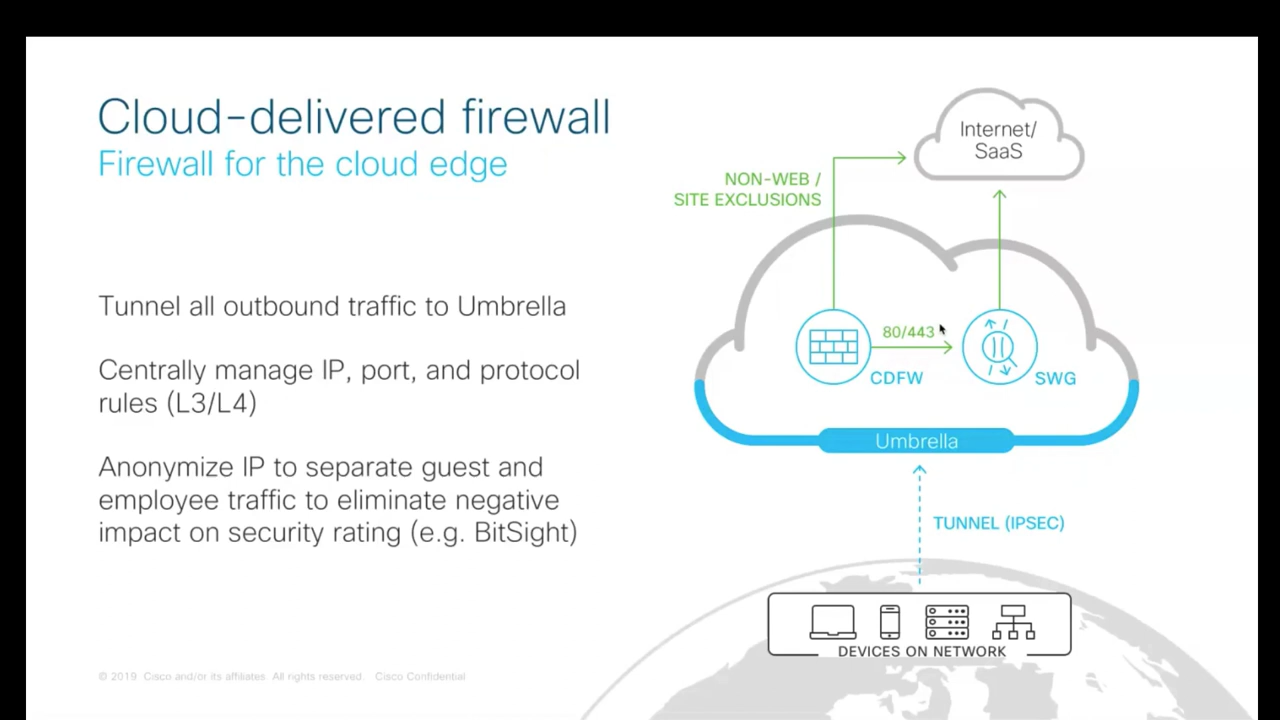 Cloud-delivered firewall
Firewall for the cloud edge
Tunnel all outbound traffic to Umbrella
Centrally manage IP, port, and protocol
rules (L3/L4)
Anonymize IP to separate guest and
employee traffic to eliminate negative
impact on security rating (e.g. BitSight)
Internet/
SaaS
NON-WEB /
SITE EXCLUSIONS
80/443
CDFW
SWG
Umbrella
TUNNEL (IPSEC)
DEVICES ON NETWORK
© 2019 Cisco and/or its affiliates. All rights reserved. Cisco Confidential